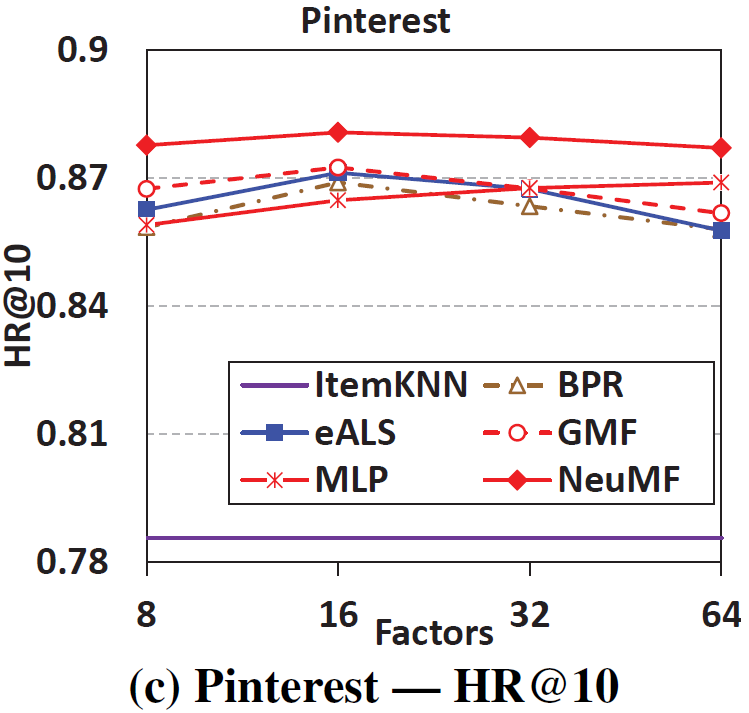 Pinterest
0.9
0.87
0.84
0.81
0.78
HR@10
ItemKNN BPR
eALS GMF
MLP NeuMF
8 16 32 64
Factors
(c) Pinterest — HR@10